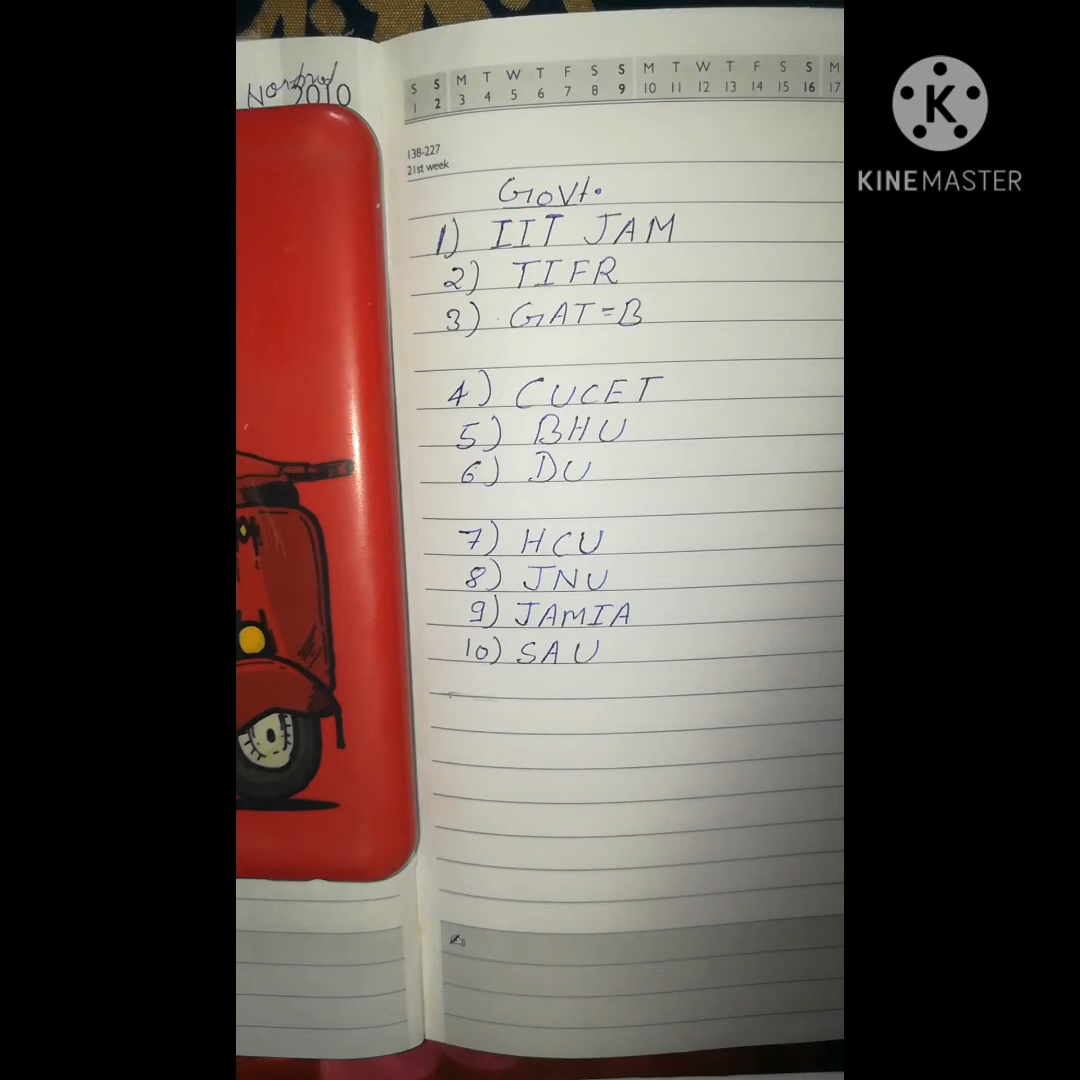 2010
S S M T W T F S S M T W T F S S M
1 2 3 4 5 6 7 8 9 10 11 12 13 14 15 16 17
138-227
21st week
Govt.
1) IIT JAM
2) TIFR
3) GAT=B
4) CUCET
5) BHU
6) DU
7) HCU
8) JNU
9) JAMIA
10) SAU
K
KINEMASTER